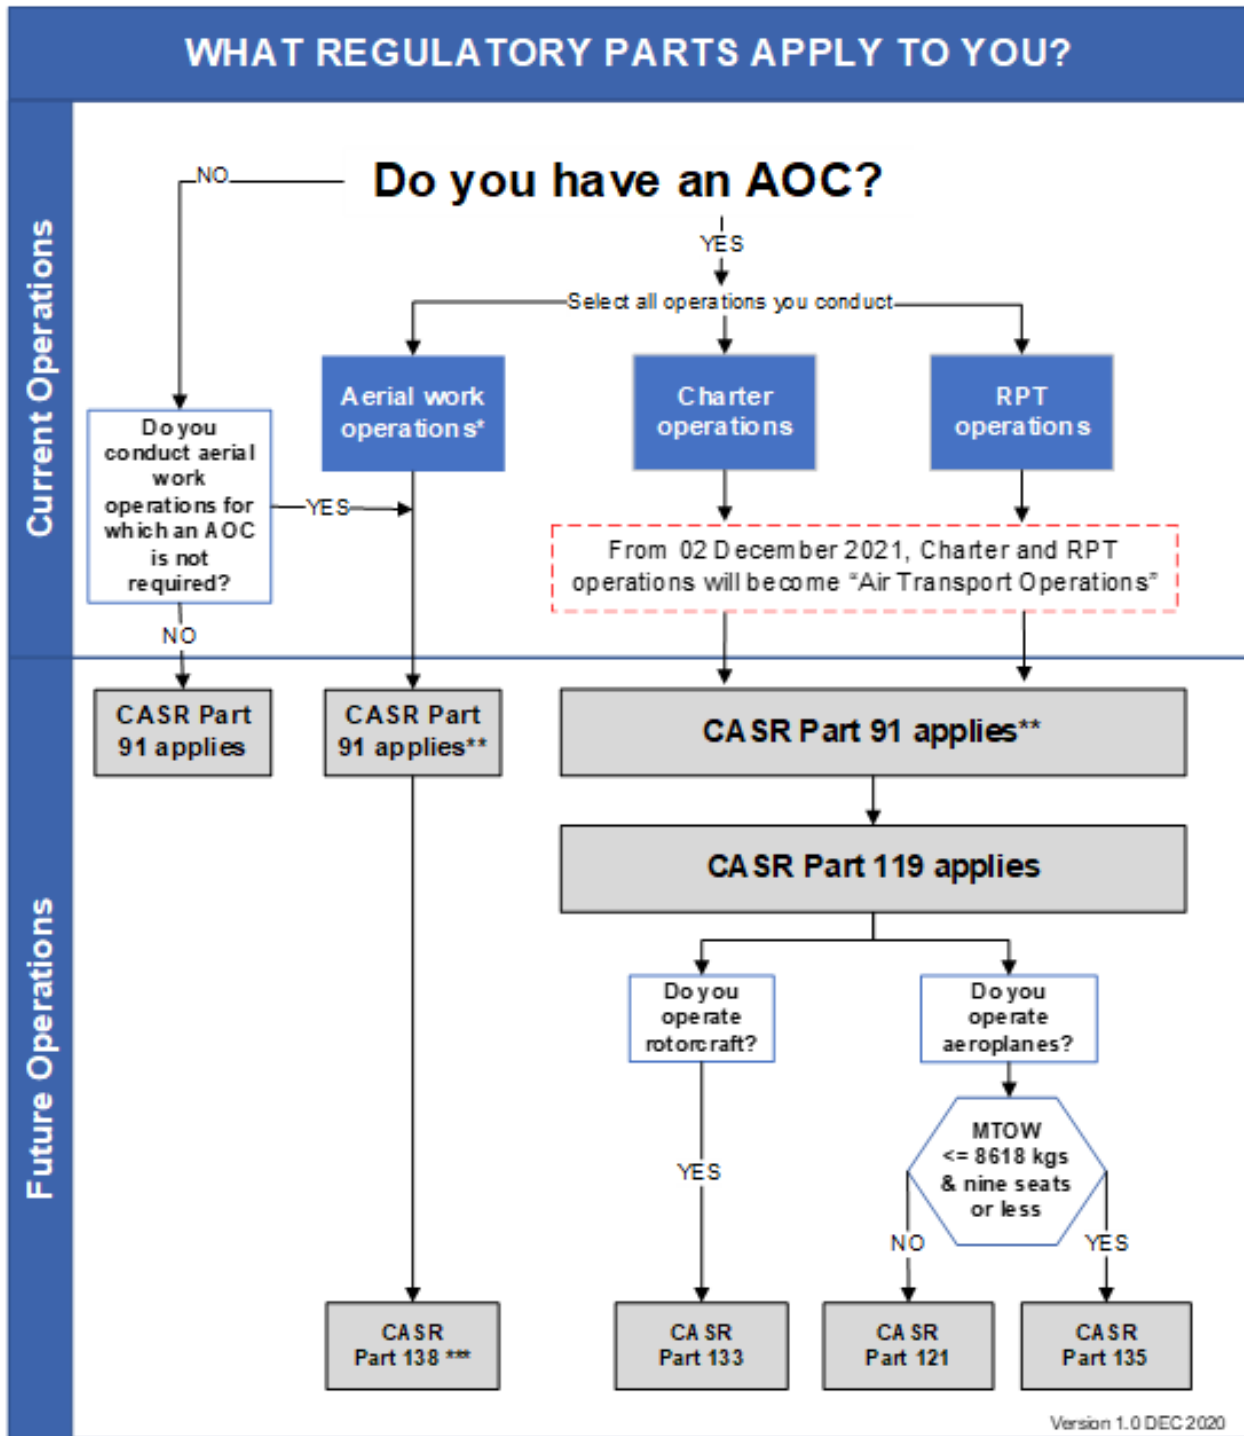 WHAT REGULATORY PARTS APPLY TO YOU?
Current Operations
Do you have an AOC?
NO
YES
Select all operations you conduct
Aerial work
operations*
Charter
operations
RPT
operations
Do you
conduct aerial
work
operations for
which an AOC
is not
required?
YES
NO
From 02 December 2021, Charter and RPT
operations will become “Air Transport Operations”
Future Operations
CASR Part
91 applies
CASR Part
91 applies**
CASR Part 91 applies**
CASR Part 119 applies
Do you
operate
rotorcraft?
Do you
operate
aeroplanes?
MTOW
<= 8618 kgs
& nine seats
or less
YES
NO
YES
CASR
Part 138 ***
CASR
Part 133
CASR
Part 121
CASR
Part 135
Version 1.0 DEC 2020